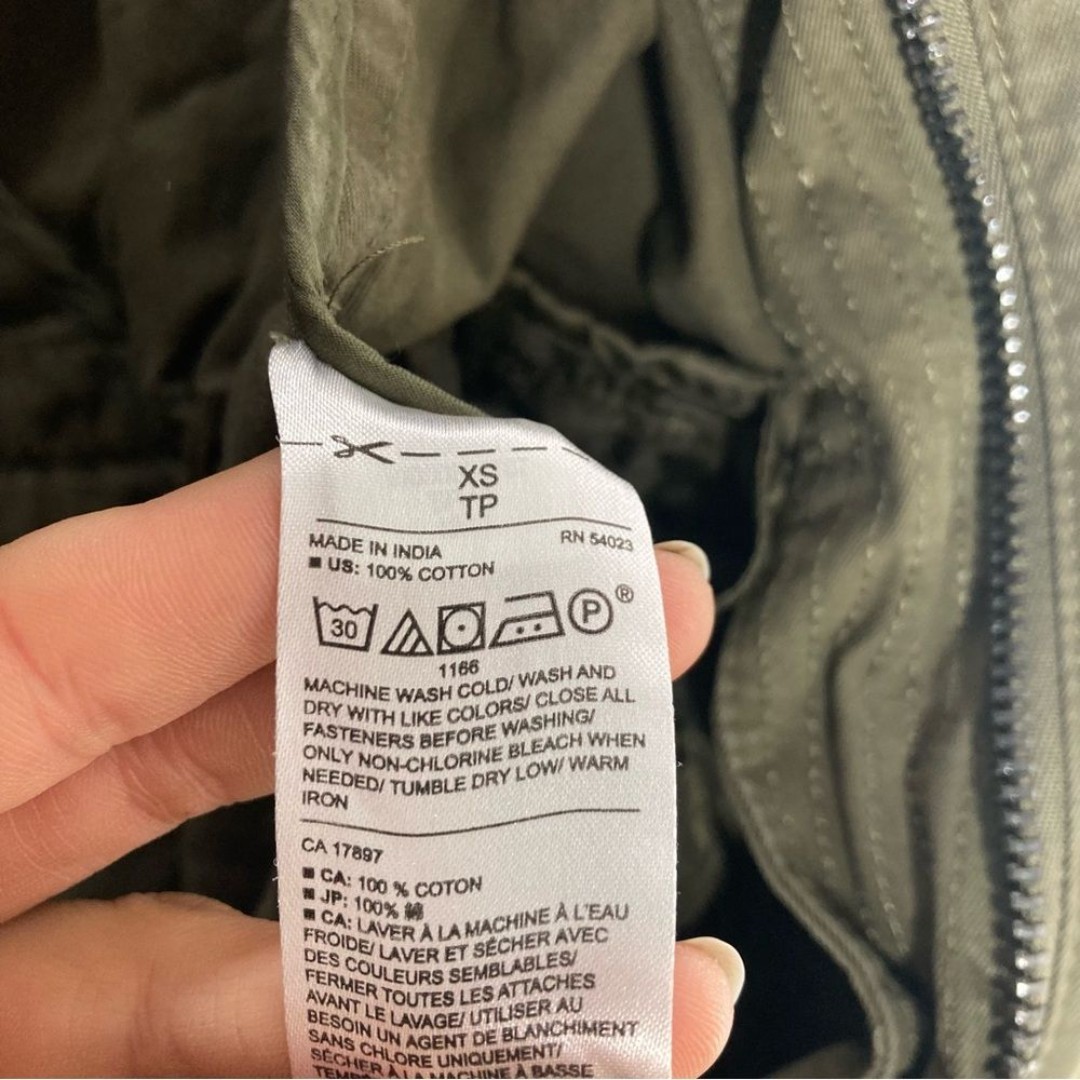 XS
TP
MADE IN INDIA RN 54023
US: 100% COTTON
30 P®
1166
MACHINE WASH COLD/ WASH AND
DRY WITH LIKE COLORS/ CLOSE ALL
FASTENERS BEFORE WASHING/
ONLY NON-CHLORINE BLEACH WHEN
NEEDED/ TUMBLE DRY LOW/ WARM
IRON
CA 17897
CA: 100 % COTON
JP: 100% 綿
CA: LAVER À LA MACHINE À L'EAU
FROIDE/ LAVER ET SÉCHER AVEC
DES COULEURS SEMBLABLES/
FERMER TOUTES LES ATTACHES
AVANT LE LAVAGE/ UTILISER AU
BESOIN UN AGENT DE BLANCHIMENT
SANS CHLORE UNIQUEMENT/
SÉCHER À LA MACHINE À BASSE